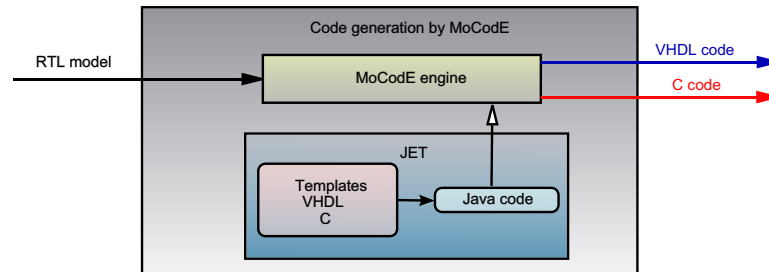 Code generation by MoCodE
RTL model
MoCodE engine
VHDL code
C code
JET
Templates
VHDL
C
Java code